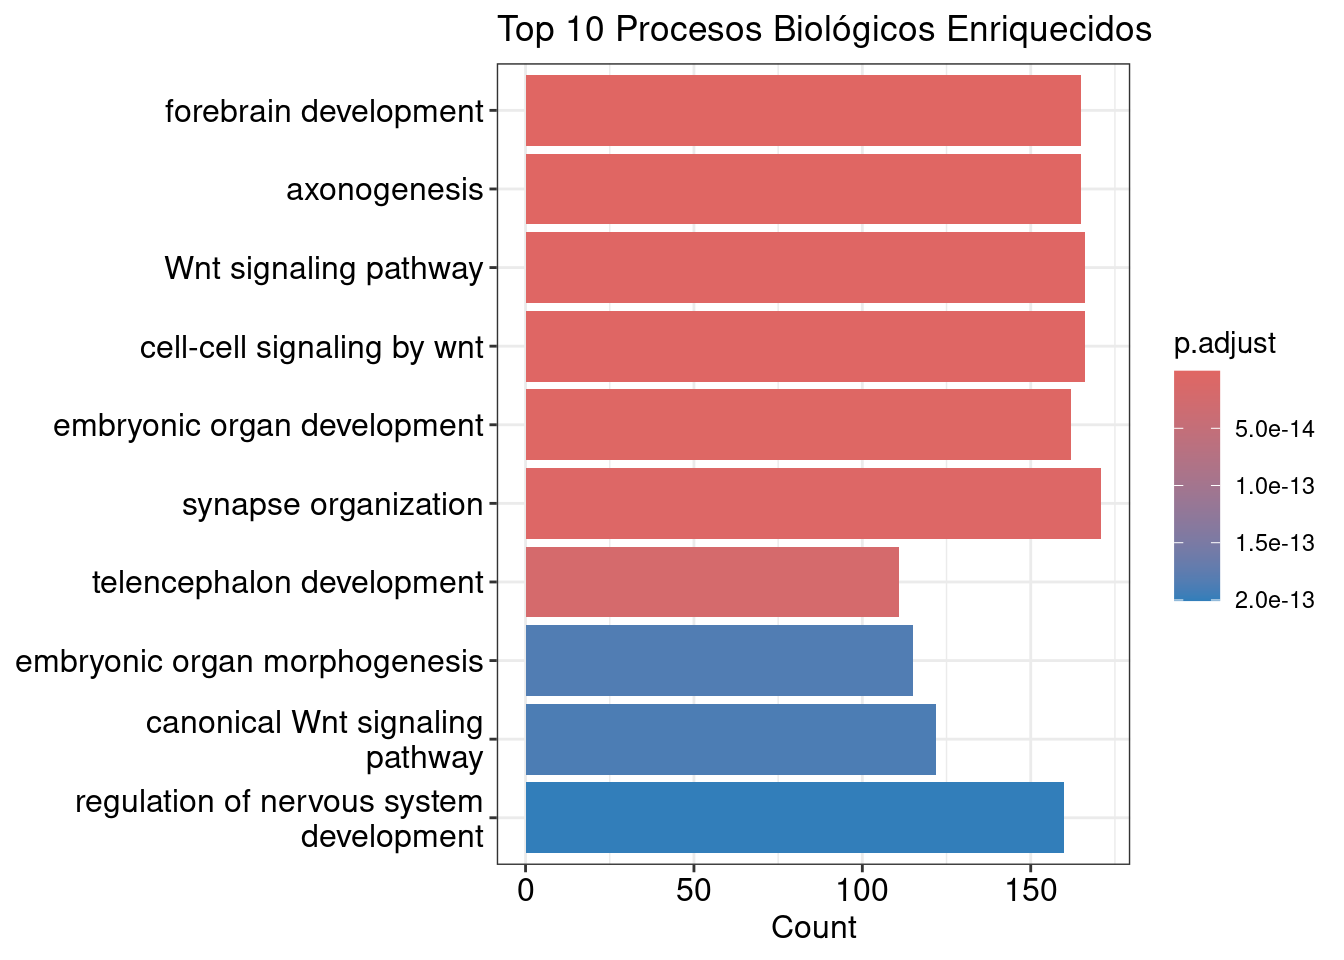 Top 10 Procesos Biológicos Enriquecidos
forebrain development
axonogenesis
Wnt signaling pathway
cell-cell signaling by wnt
embryonic organ development
synapse organization
telencephalon development
embryonic organ morphogenesis
canonical Wnt signaling
pathway
regulation of nervous system
development
0
50
100
150
Count
p.adjust
5.0e-14
1.0e-13
1.5e-13
2.0e-13